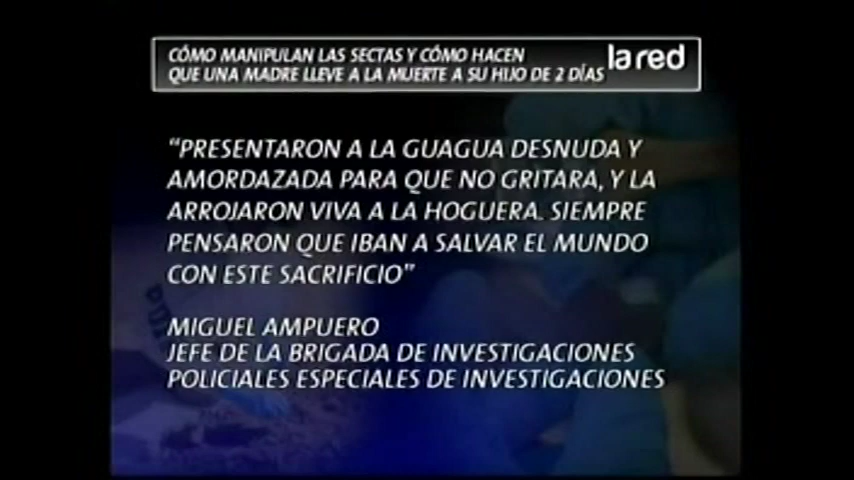 CÓMO MANIPULAN LAS SECTAS Y CÓMO HACEN
QUE UNA MADRE LLEVE A LA MUERTE A SU HIJO DE 2 DÍAS
la red
"PRESENTARON A LA GUAGUA DESNUDA Y
AMORDAZADA PARA QUE NO GRITARA, Y LA
ARROJARON VIVA A LA HOGUERA. SIEMPRE
PENSARON QUE IBAN A SALVAR EL MUNDO
CON ESTE SACRIFICIO"
MIGUEL AMPUERO
JEFE DE LA BRIGADA DE INVESTIGACIONES
POLICIALES ESPECIALES DE INVESTIGACIONES